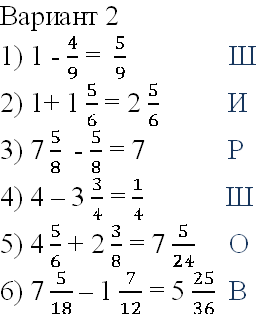 Вариант 2
1) 1 - 4/9 = 5/9 Ш
2) 1+ 1 5/6 = 2 5/6 И
3) 7 5/8 - 5/8 = 7 Р
4) 4 – 3 3/4 = 1/4 Ш
5) 4 5/6 + 2 3/8 = 7 5/24 О
6) 7 5/18 – 1 7/12 = 5 25/36 В